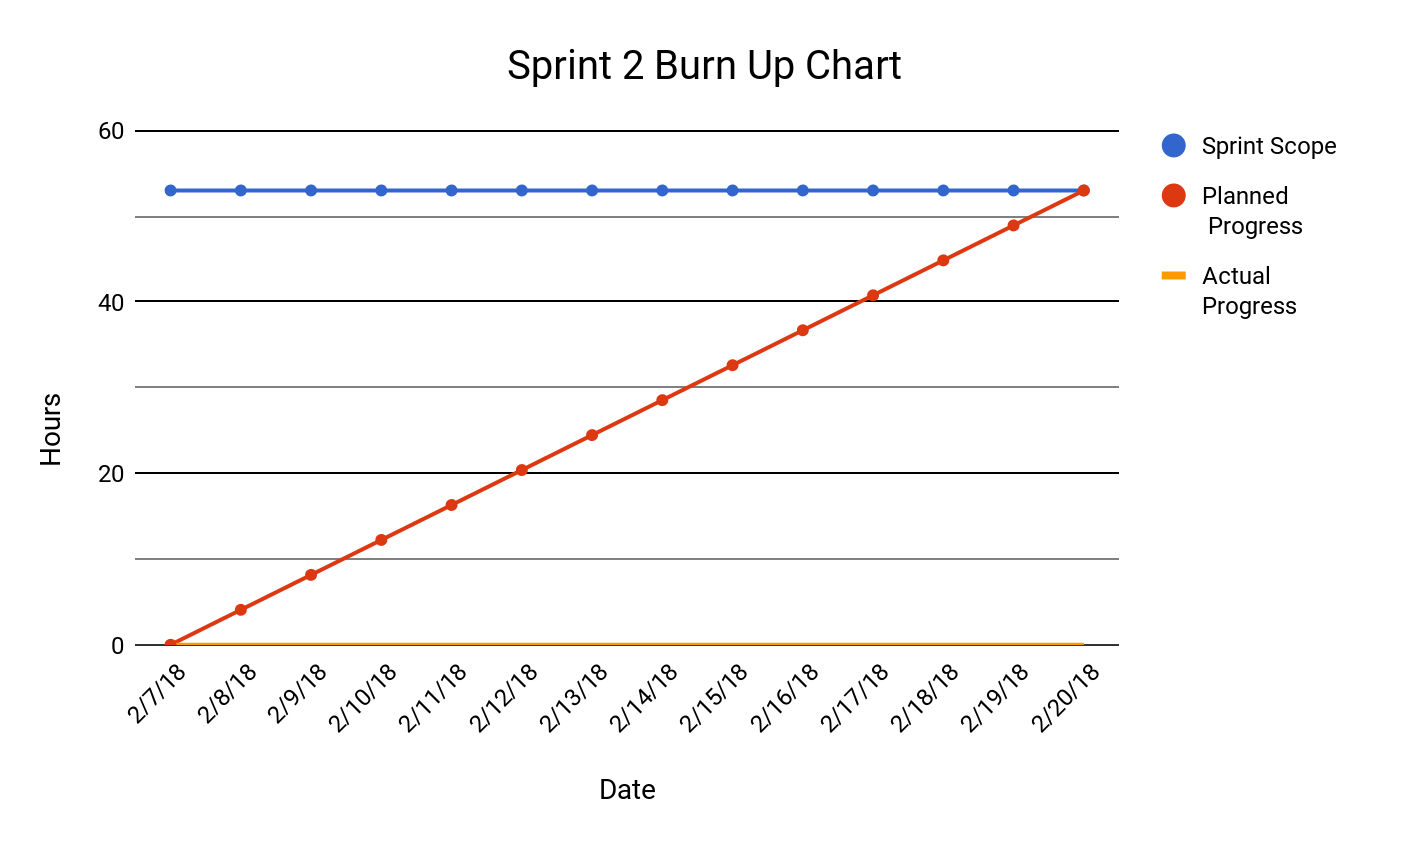 Sprint 2 Burn Up Chart
60
40
20
0
Hours
2/7/18
2/8/18
2/9/18
2/10/18
2/11/18
2/12/18
2/13/18
2/14/18
2/15/18
2/16/18
2/17/18
2/18/18
2/19/18
2/20/18
Date
Sprint Scope
Planned
Progress
Actual
Progress